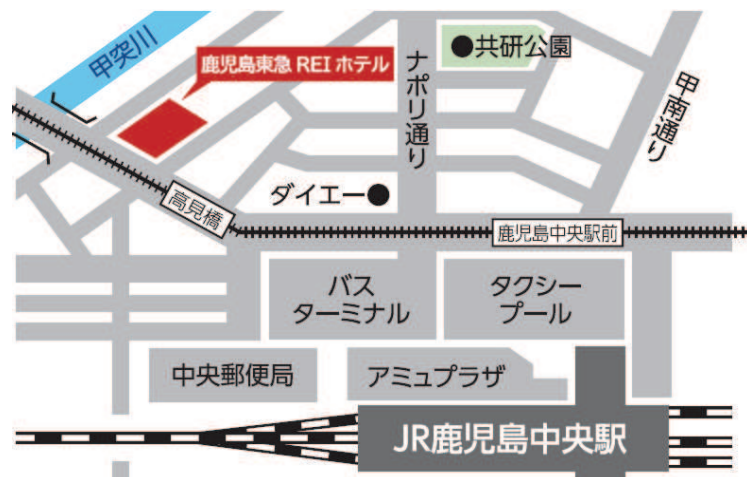 甲突川
鹿児島東急 REI ホテル
共研公園
ナポリ通り
甲南通り
ダイエー
高見橋
鹿児島中央駅前
バス
ターミナル
タクシー
プール
中央郵便局
アミュプラザ
JR鹿児島中央駅